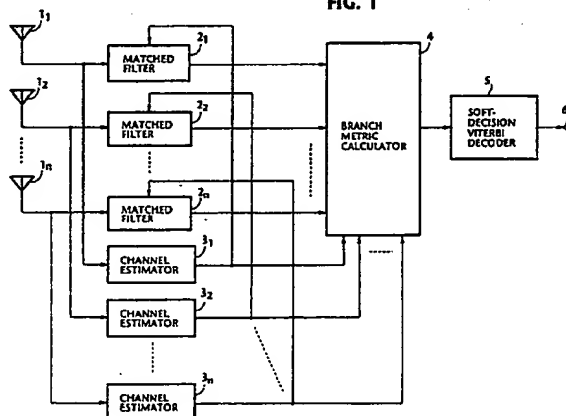 FIG. 1
1₁
MATCHED
FILTER
2₁
1₂
MATCHED
FILTER
2₂
1n
MATCHED
FILTER
2n
CHANNEL
ESTIMATOR
3₁
CHANNEL
ESTIMATOR
3₂
CHANNEL
ESTIMATOR
3n
4
BRANCH
METRIC
CALCULATOR
5
SOFT-
DECISION
VITERBI
DECODER
6